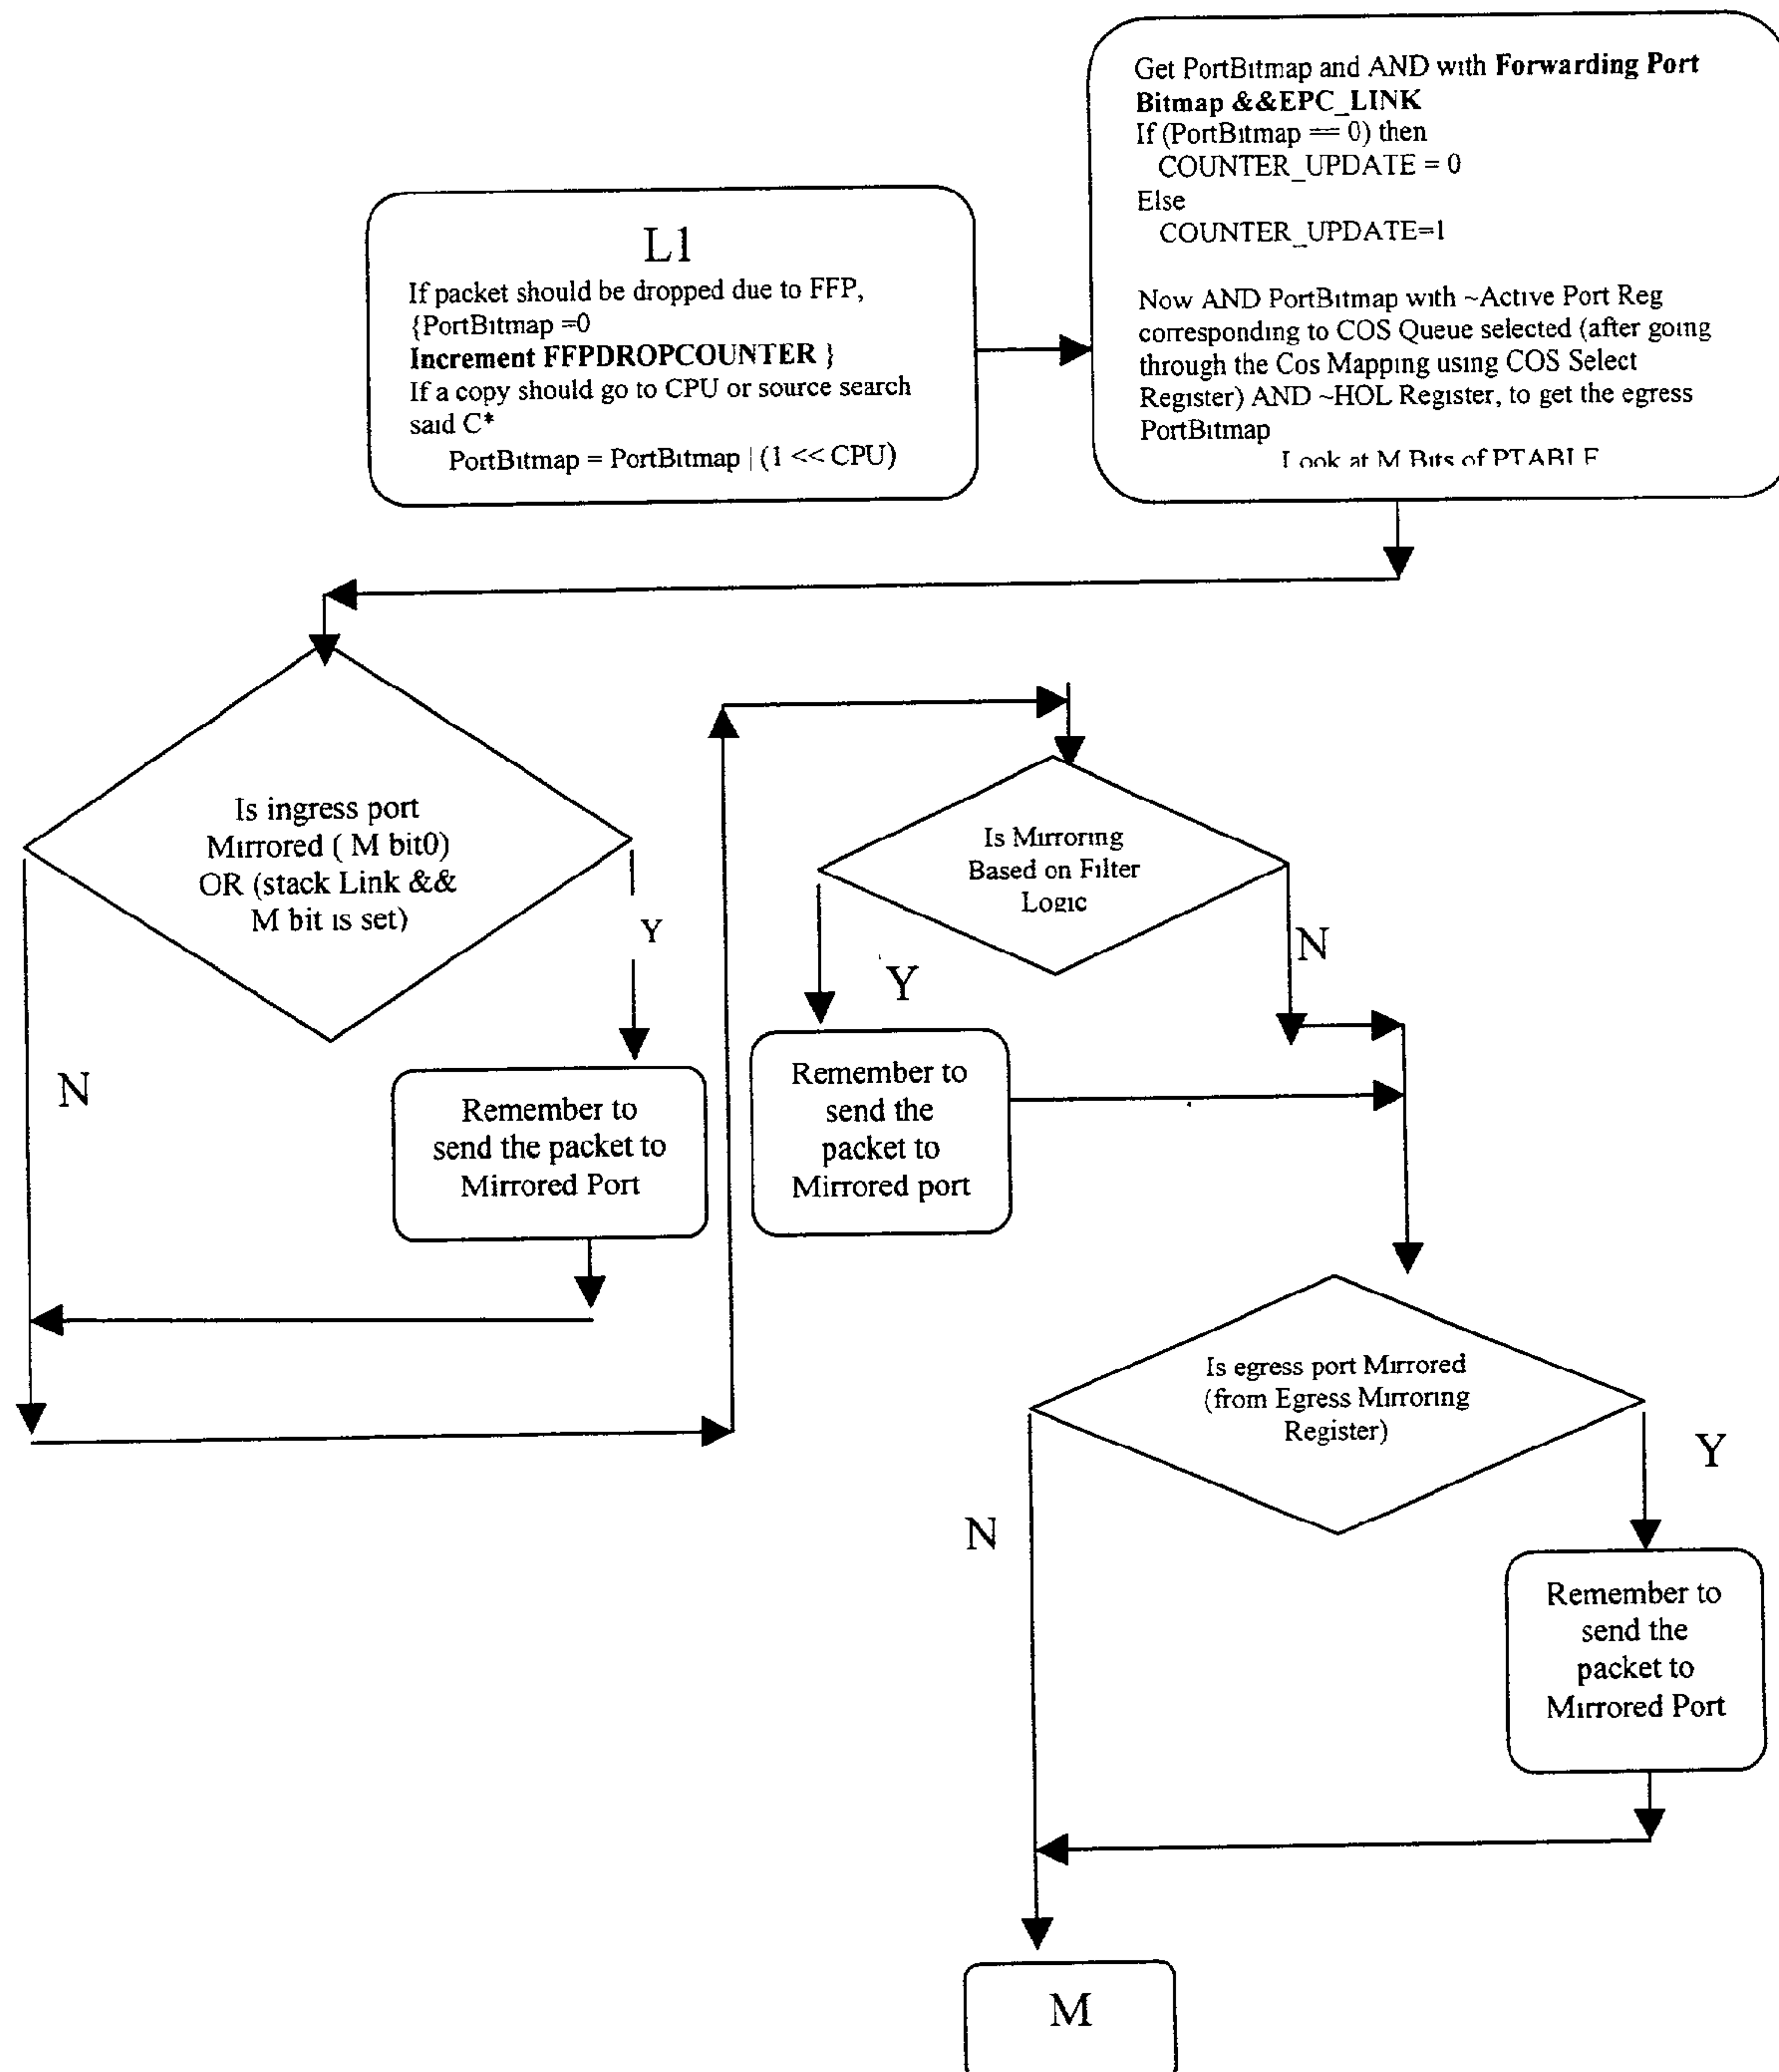 L1
If packet should be dropped due to FFP,
{PortBitmap =0
Increment FFPDROPCOUNTER }
If a copy should go to CPU or source search
said C*
PortBitmap = PortBitmap | (1 << CPU)
Get PortBitmap and AND with Forwarding Port
Bitmap &&EPC_LINK
If (PortBitmap == 0) then
COUNTER_UPDATE = 0
Else
COUNTER_UPDATE=1
Now AND PortBitmap with ~Active Port Reg
corresponding to COS Queue selected (after going
through the Cos Mapping using COS Select
Register) AND ~HOL Register, to get the egress
PortBitmap
Look at M Bits of PTABLE
Is ingress port
Mirrored ( M bit0)
OR (stack Link &&
M bit is set)
Y
N
Remember to
send the packet to
Mirrored Port
Is Mirroring
Based on Filter
Logic
N
Y
Remember to
send the
packet to
Mirrored port
Is egress port Mirrored
(from Egress Mirroring
Register)
Y
N
Remember to
send the
packet to
Mirrored Port
M